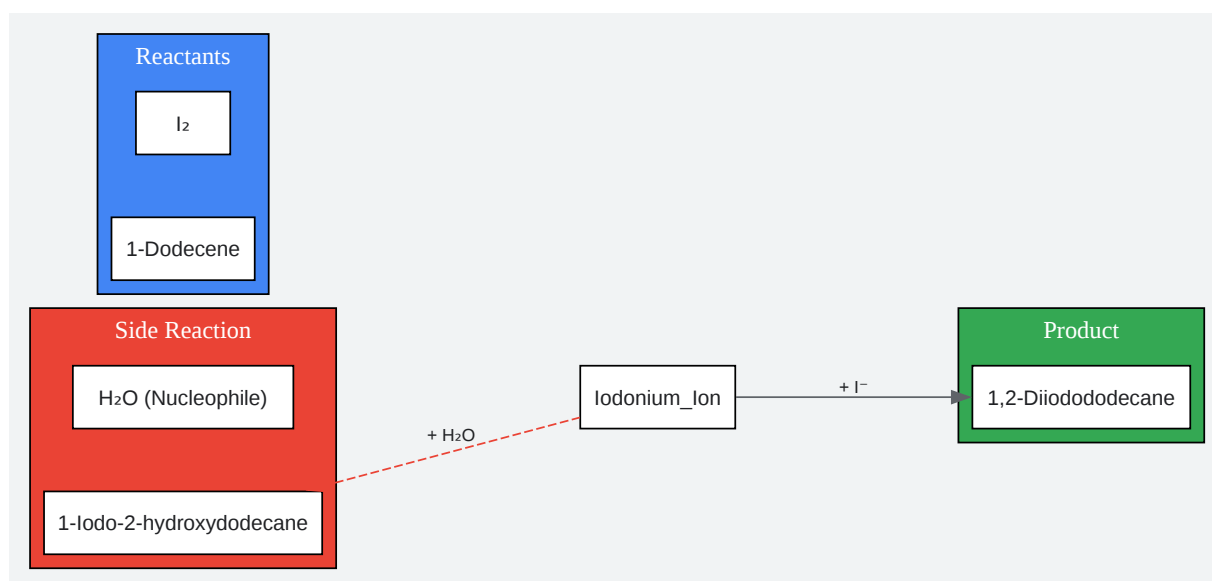 Reactants
I₂
1-Dodecene
Side Reaction
H₂O (Nucleophile)
1-Iodo-2-hydroxydodecane
+ H₂O
Iodonium_Ion
+ I⁻
Product
1,2-Diiodododecane